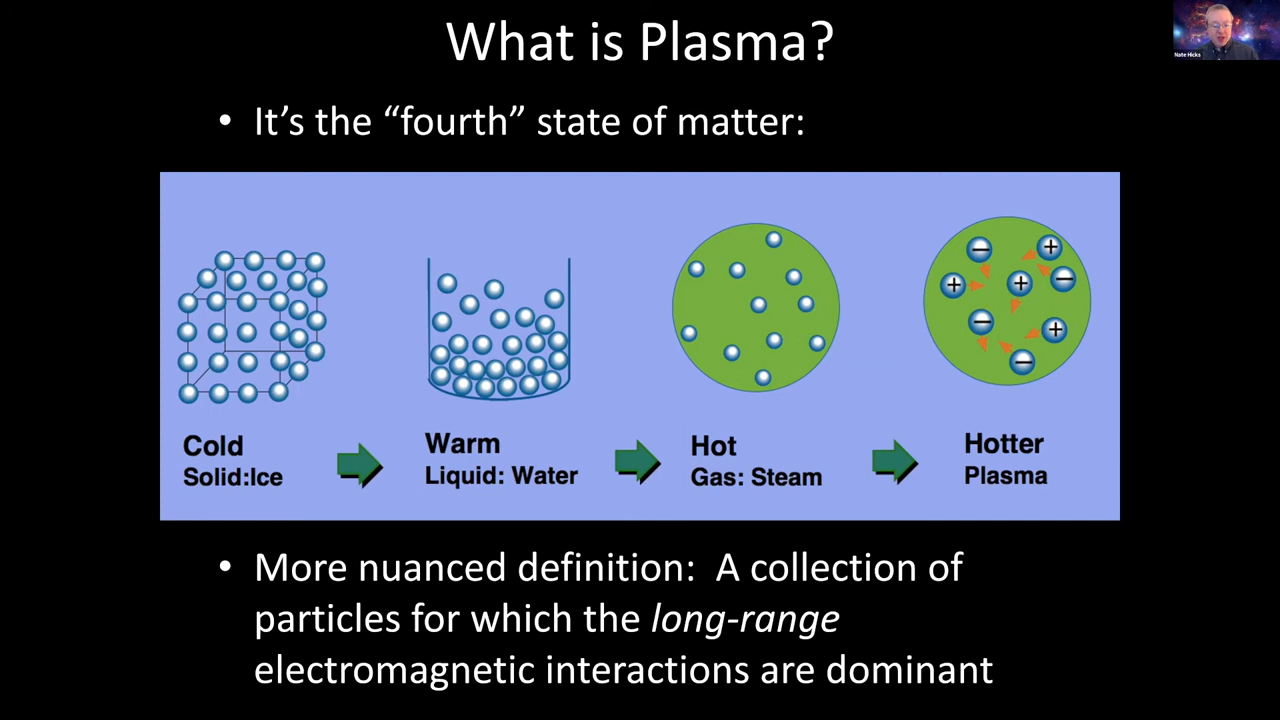 What is Plasma?
Nate Hicks
• It’s the “fourth” state of matter:
− + + + − − + −
Cold
Solid:Ice
Warm
Liquid: Water
Hot
Gas: Steam
Hotter
Plasma
• More nuanced definition:  A collection of
particles for which the long-range
electromagnetic interactions are dominant